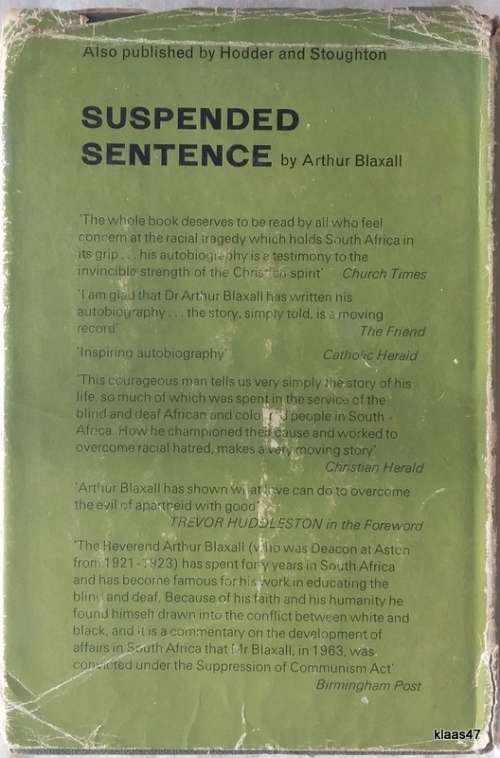 Also published by Hodder and Stoughton
SUSPENDED
SENTENCE by Arthur Blaxall
'The whole book deserves to be read by all who feel
concern at the racial tragedy which holds South Africa in
its grip . . . his autobiography is a testimony to the
invincible strength of the Christian spirit' Church Times
'I am glad that Dr Arthur Blaxall has written his
autobiography . . . the story, simply told, is a moving
record' The Friend
'Inspiring autobiography' Catholic Herald
'This courageous man tells us very simply the story of his
life, so much of which was spent in the service of the
blind and deaf African and coloured people in South
Africa. How he championed their cause and worked to
overcome racial hatred, makes a very moving story'
Christian Herald
'Arthur Blaxall has shown what love can do to overcome
the evil of apartheid with good'
TREVOR HUDDLESTON in the Foreword
'The Reverend Arthur Blaxall (who was Deacon at Aston
from 1921-1923) has spent forty years in South Africa
and has become famous for his work in educating the
blind and deaf. Because of his faith and his humanity he
found himself drawn into the conflict between white and
black, and it is a commentary on the development of
affairs in South Africa that Mr Blaxall, in 1963, was
convicted under the Suppression of Communism Act'
Birmingham Post
klaas47